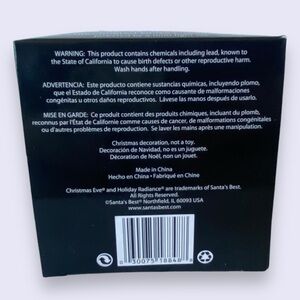 WARNING: This product contains chemicals including lead, known to
the State of California to cause birth defects or other reproductive harm.
Wash hands after handling.
ADVERTENCIA: Este producto contiene sustancias químicas, incluyendo plomo,
que el Estado de California reconoce como causante de malformaciones
congénitas u otros daños reproductivos. Lávese las manos después de usarlo.
MISE EN GARDE: Ce produit contient des produits chimiques, incluant du plomb,
reconnus par l'État de Californie comme causes de cancer, de malformations congénitales
ou d'autres problèmes de reproduction. Se laver les mains après une manipulation.
Christmas decoration, not a toy.
Decoración de Navidad, no es un juguete.
Décoration de Noël, non un jouet.
Made in China
Hecho en China • Fabriqué en Chine
Christmas Eve® and Holiday Radiance® are trademarks of Santa's Best.
©Santa's Best® Northfield, IL 60093 USA
www.santasbest.com
30075 18848